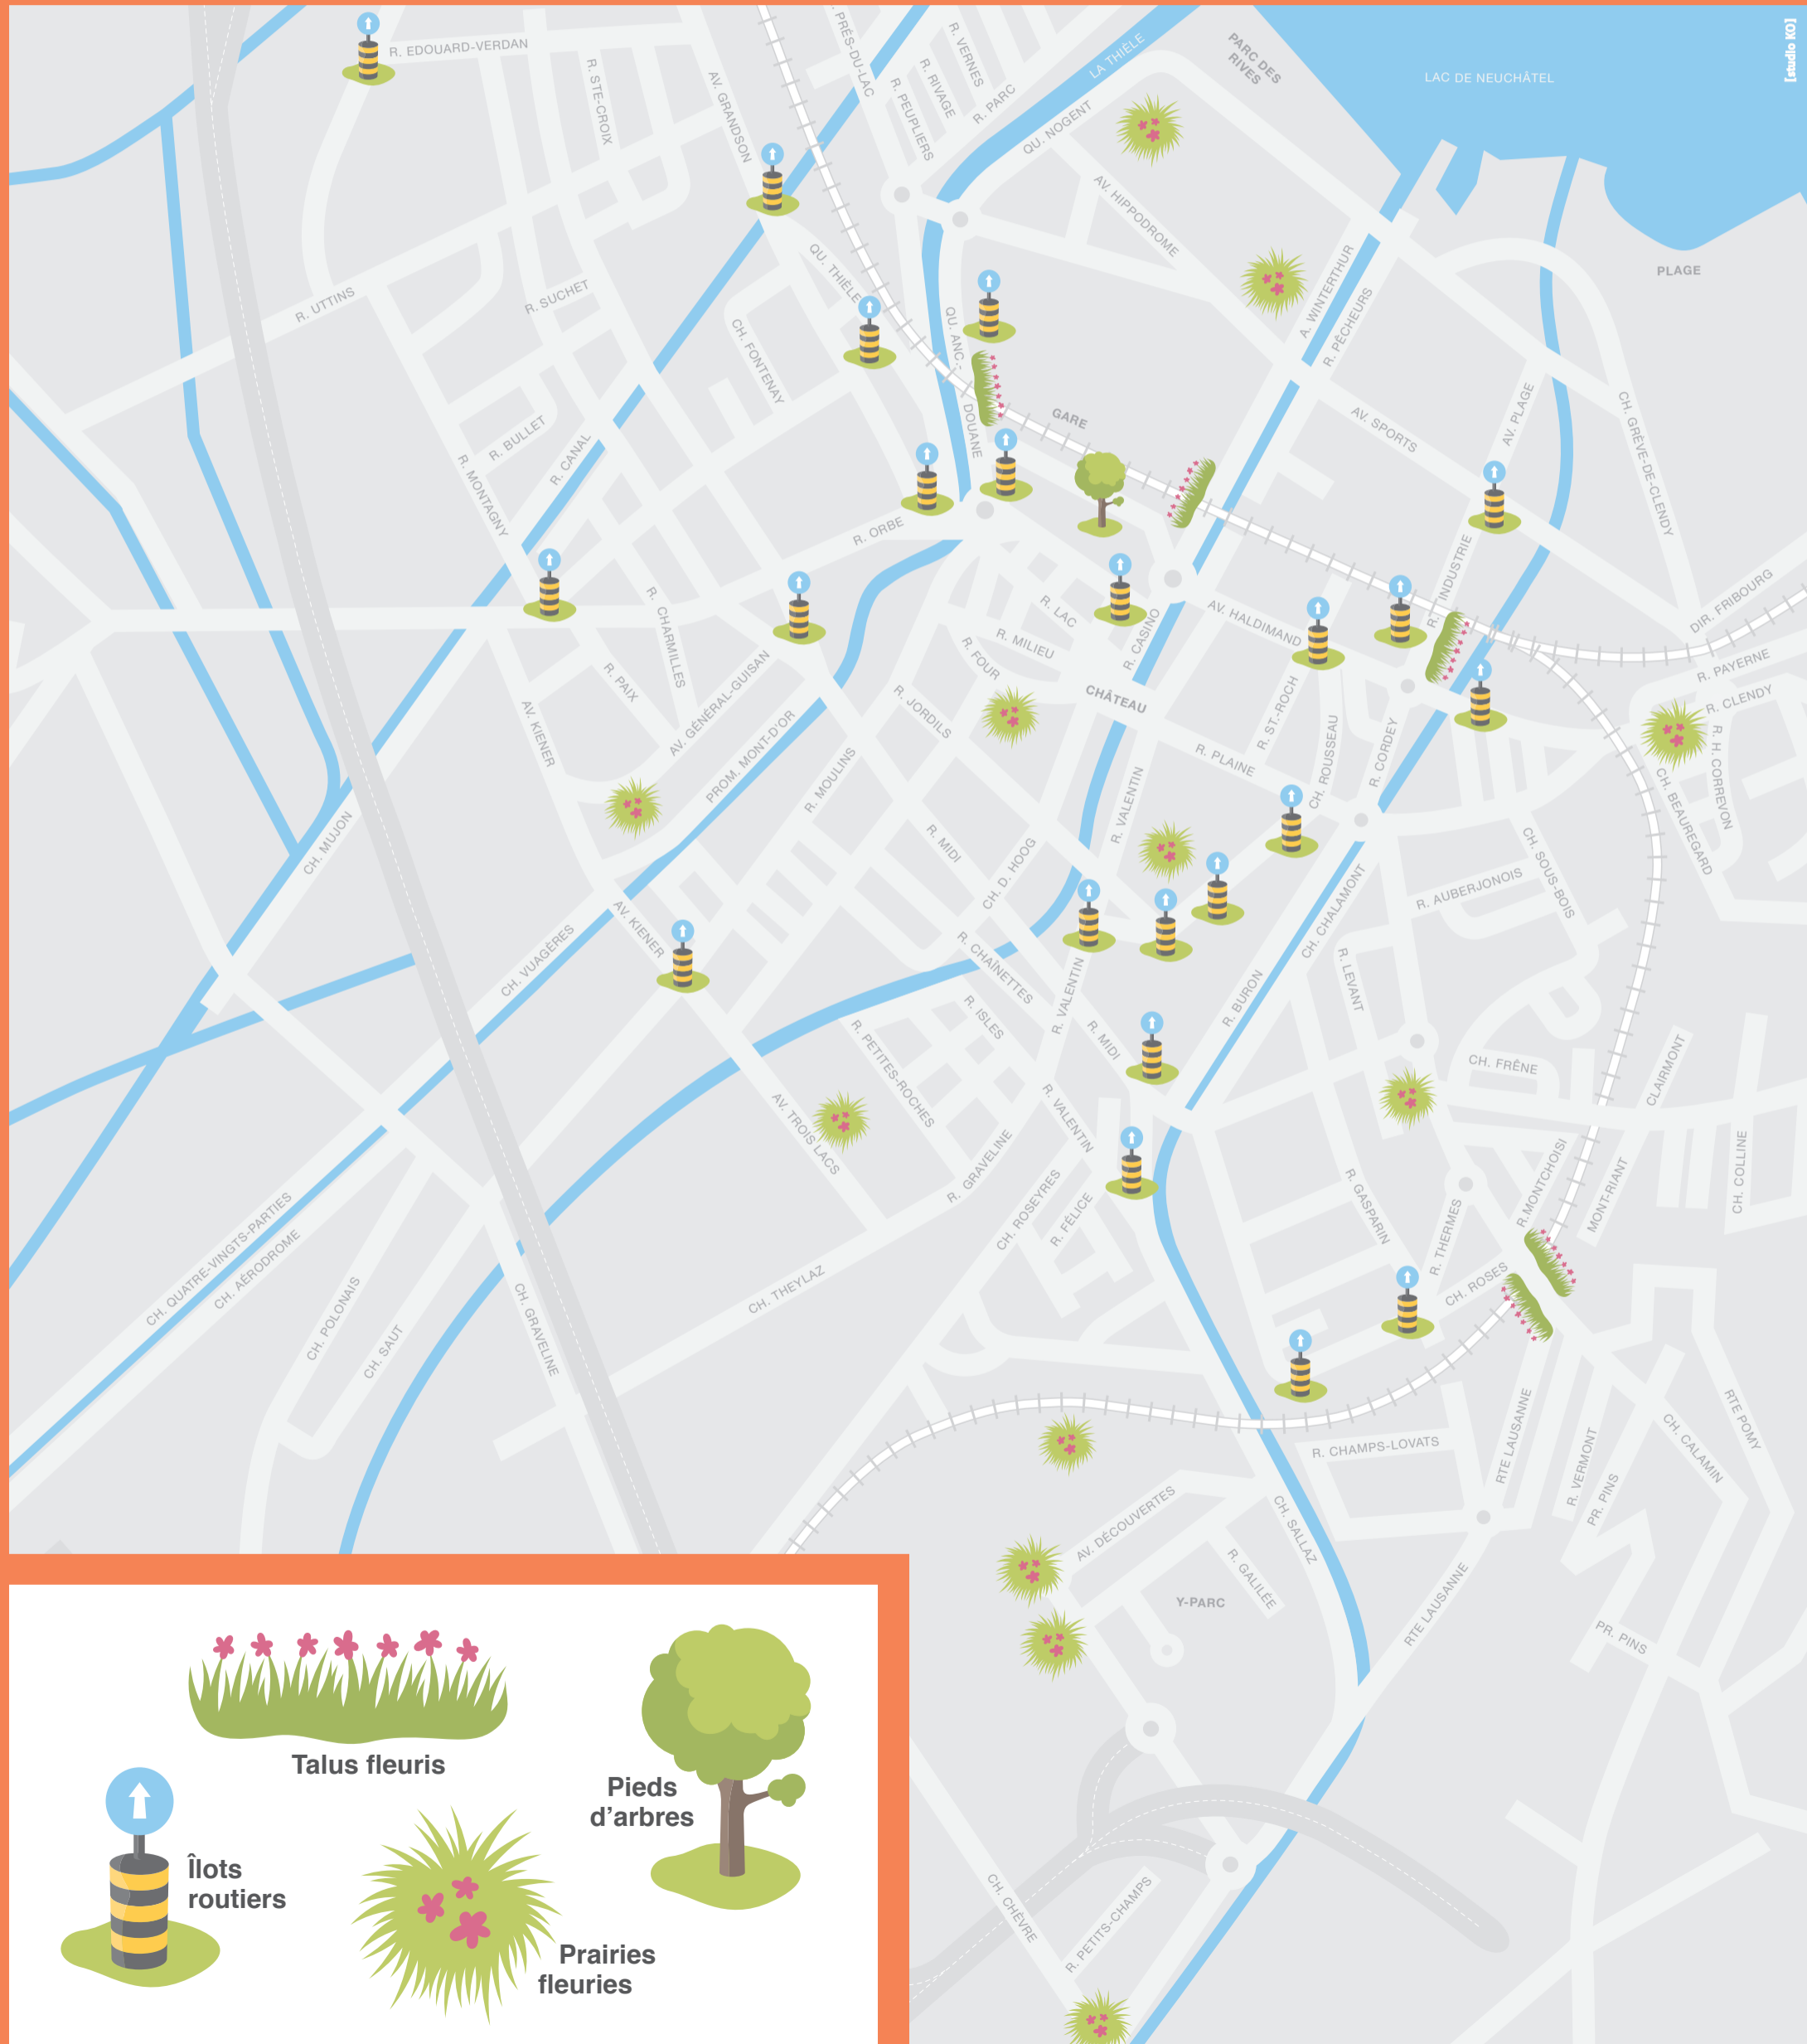 [studio KO]
R. EDOUARD-VERDAN
R. STE-CROIX
AV. GRANDSON
PRÉS-DU-LAC
R. VERNES
R. RIVAGE
R. PEUPLIERS
R. PARC
LA THIÈLE
QU. NOGENT
PARC DES
RIVES
LAC DE NEUCHÂTEL
AV. HIPPODROME
PLAGE
R. UTTINS
R. SUCHET
QU. THIÈLE
CH. FONTENAY
QU. ANC.-
DOUANE
A. WINTERTHUR
R. PÊCHEURS
GARE
AV. SPORTS
AV. PLAGE
CH. GRÈVE-DE-CLENDY
R. BULLET
R. CANAL
R. MONTAGNY
R. ORBE
R. CHARMILLES
R. PAIX
AV. GÉNÉRAL-GUISAN
PROM. MONT-D'OR
AV. KIENER
R. LAC
R. MILIEU
R. FOUR
R. CASINO
AV. HALDIMAND
R. INDUSTRIE
DIR. FRIBOURG
R. PAYERNE
R. CLENDY
R. H CORREVON
CH. BEAUREGARD
CHÂTEAU
R. JORDILS
R. ST.-ROCH
R. PLAINE
CH. ROUSSEAU
R. CORDEY
R. MOULINS
R. VALENTIN
R. MIDI
CH. D. HOOG
CH. MUJON
CH. VUAGÈRES
AV. KIENER
CH. SOUS-BOIS
R. AUBERJONOIS
CH. CHALAMONT
R. CHAÎNETTES
R. ISLES
R. VALENTIN
R. MIDI
R. BURON
R. LEVANT
CH. FRÊNE
CLAIRMONT
R. PETITES-ROCHES
AV. TROIS LACS
R. VALENTIN
R. GRAVELINE
CH. ROSEYRES
R. FÉLICE
R. GASPARIN
R. THERMES
R.MONTCHOISI
MONT-RIANT
CH. COLLINE
CH. ROSES
CH. QUATRE-VINGTS-PARTIES
CH. AÉRODROME
CH. POLONAIS
CH. SAUT
CH. GRAVELINE
CH. THEYLAZ
R. CHAMPS-LOVATS
RTE LAUSANNE
R. VERMONT
PR. PINS
CH. CALAMIN
RTE POMY
AV. DÉCOUVERTES
CH. SALLAZ
R. GALILÉE
Y-PARC
RTE LAUSANNE
PR. PINS
CH. CHÈVRE
R. PETITS-CHAMPS
Talus fleuris
Pieds
d'arbres
Îlots
routiers
Prairies
fleuries